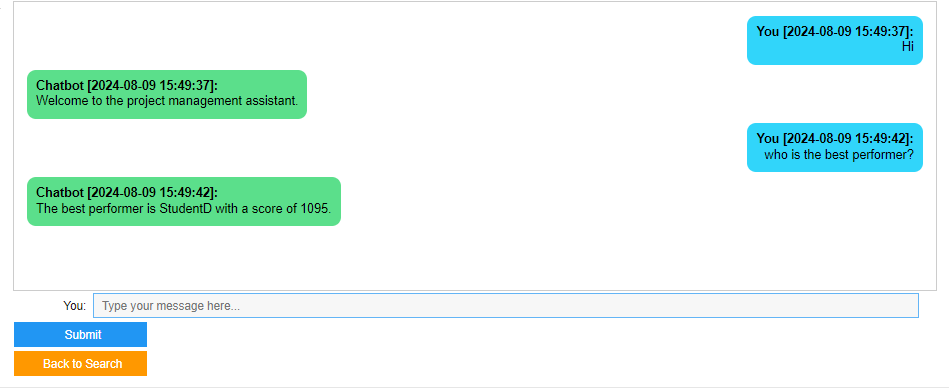 You [2024-08-09 15:49:37]:
Hi
Chatbot [2024-08-09 15:49:37]:
Welcome to the project management assistant.
You [2024-08-09 15:49:42]:
who is the best performer?
Chatbot [2024-08-09 15:49:42]:
The best performer is StudentD with a score of 1095.
You: Type your message here...
Submit
Back to Search